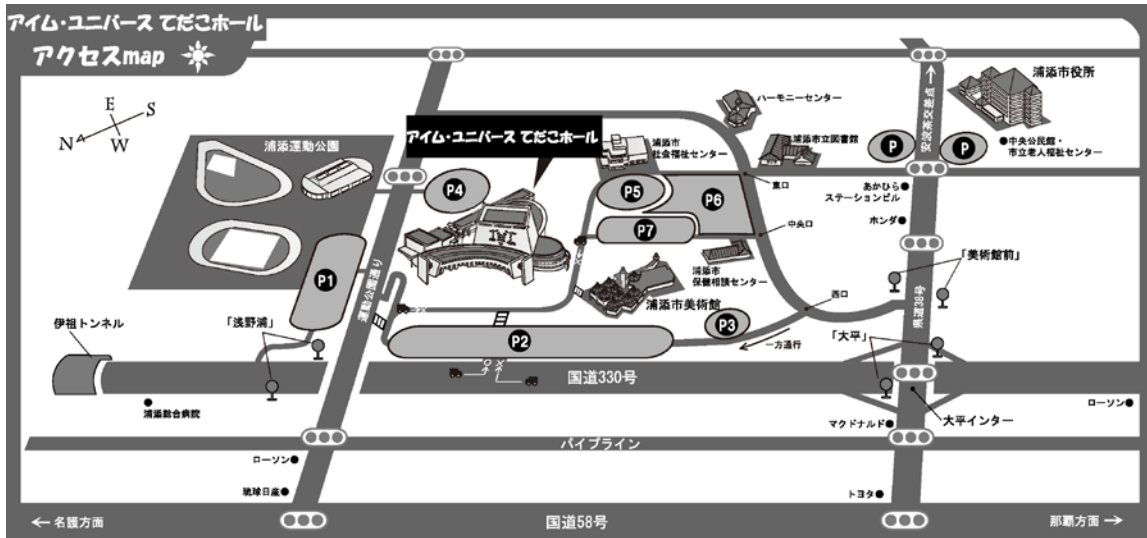 アイム・ユニバース てだこホール
アクセスmap
E
S
N
W
浦添運動公園
アイム・ユニバース てだこホール
浦添市
社会福祉センター
ハーモニーセンター
浦添市立図書館
安波茶交差点
浦添市役所
P
P
中央公民館・
市立老人福祉センター
P4
P5
P6
P7
東口
中央口
あかひら
ステーションビル
ホンダ
「美術館前」
浦添市
保健相談センター
浦添市美術館
西口
県道38号
P1
運動公園通り
伊祖トンネル
「浅野浦」
P2
P3
一方通行
「大平」
国道330号
浦添総合病院
マクドナルド
大平インター
ローソン
パイプライン
ローソン
琉球日産
トヨタ
← 名護方面
国道58号
那覇方面 →